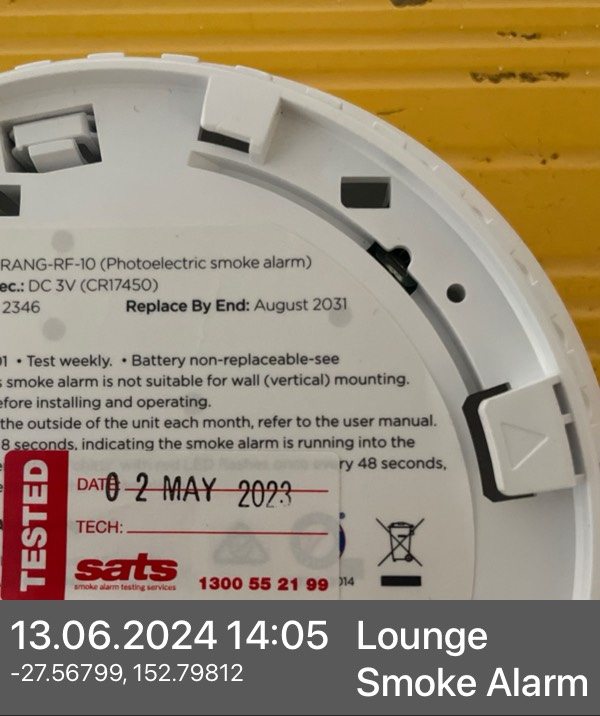 RANG-RF-10 (Photoelectric smoke alarm)
ec.: DC 3V (CR17450)
2346 Replace By End: August 2031
01 • Test weekly. • Battery non-replaceable-see
s smoke alarm is not suitable for wall (vertical) mounting.
efore installing and operating.
the outside of the unit each month, refer to the user manual.
8 seconds, indicating the smoke alarm is running into the
ry 48 seconds,
TESTED
DATE 02 MAY 2023
TECH:
sats
smoke alarm testing services
1300 55 21 99
014
13.06.2024 14:05
-27.56799, 152.79812
Lounge
Smoke Alarm